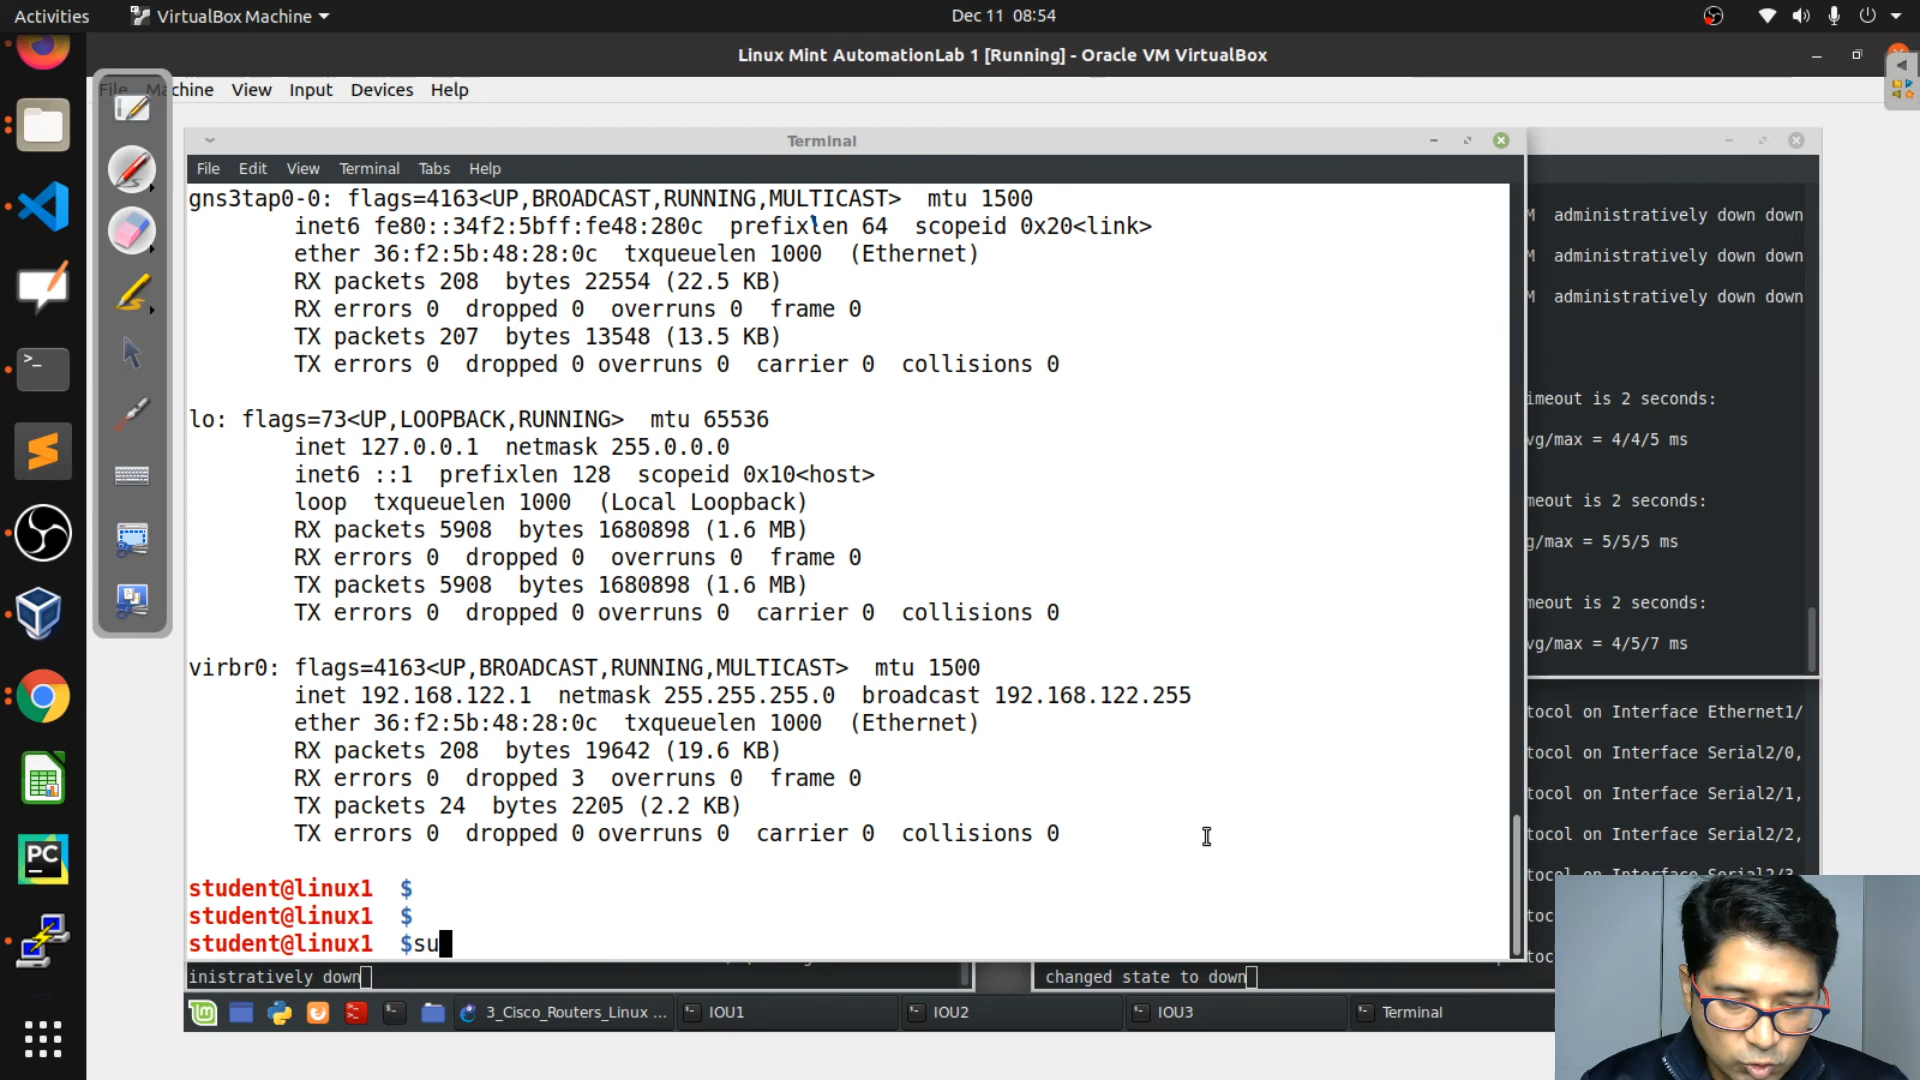 Activities
VirtualBox Machine
Dec 11 08:54
Linux Mint AutomationLab 1 [Running] - Oracle VM VirtualBox
File Machine View Input Devices Help
Terminal
File Edit View Terminal Tabs Help
gns3tap0-0: flags=4163<UP,BROADCAST,RUNNING,MULTICAST> mtu 1500
inet6 fe80::34f2:5bff:fe48:280c prefixlen 64 scopeid 0x20<link>
ether 36:f2:5b:48:28:0c txqueuelen 1000 (Ethernet)
RX packets 208 bytes 22554 (22.5 KB)
RX errors 0 dropped 0 overruns 0 frame 0
TX packets 207 bytes 13548 (13.5 KB)
TX errors 0 dropped 0 overruns 0 carrier 0 collisions 0
lo: flags=73<UP,LOOPBACK,RUNNING> mtu 65536
inet 127.0.0.1 netmask 255.0.0.0
inet6 ::1 prefixlen 128 scopeid 0x10<host>
loop txqueuelen 1000 (Local Loopback)
RX packets 5908 bytes 1680898 (1.6 MB)
RX errors 0 dropped 0 overruns 0 frame 0
TX packets 5908 bytes 1680898 (1.6 MB)
TX errors 0 dropped 0 overruns 0 carrier 0 collisions 0
virbr0: flags=4163<UP,BROADCAST,RUNNING,MULTICAST> mtu 1500
inet 192.168.122.1 netmask 255.255.255.0 broadcast 192.168.122.255
ether 36:f2:5b:48:28:0c txqueuelen 1000 (Ethernet)
RX packets 208 bytes 19642 (19.6 KB)
RX errors 0 dropped 3 overruns 0 frame 0
TX packets 24 bytes 2205 (2.2 KB)
TX errors 0 dropped 0 overruns 0 carrier 0 collisions 0
student@linux1 $
student@linux1 $
student@linux1 $su
M administratively down down
M administratively down down
M administratively down down
imeout is 2 seconds:
vg/max = 4/4/5 ms
meout is 2 seconds:
g/max = 5/5/5 ms
meout is 2 seconds:
vg/max = 4/5/7 ms
tocol on Interface Ethernet1/
tocol on Interface Serial2/0,
tocol on Interface Serial2/1,
tocol on Interface Serial2/2,
tocol on Interface Serial2/3,
toc
toc
inistratively down
changed state to down
3_Cisco_Routers_Linux ...
IOU1
IOU2
IOU3
Terminal
PC